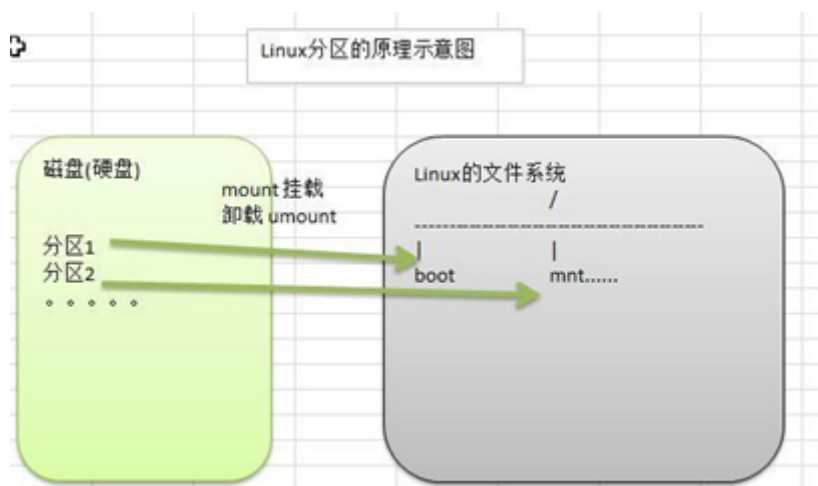 Linux分区的原理示意图
磁盘(硬盘)
mount 挂载
卸载 umount
分区1
分区2
。。。。。
Linux的文件系统
/
---------------------------------------------
| |
boot mnt......